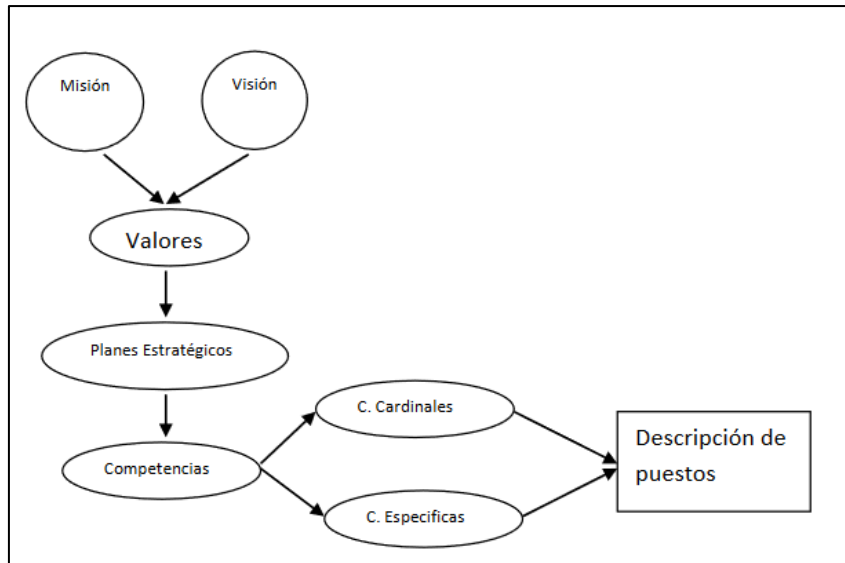 Misión
Visión
Valores
Planes Estratégicos
Competencias
C. Cardinales
C. Especificas
Descripción de
puestos